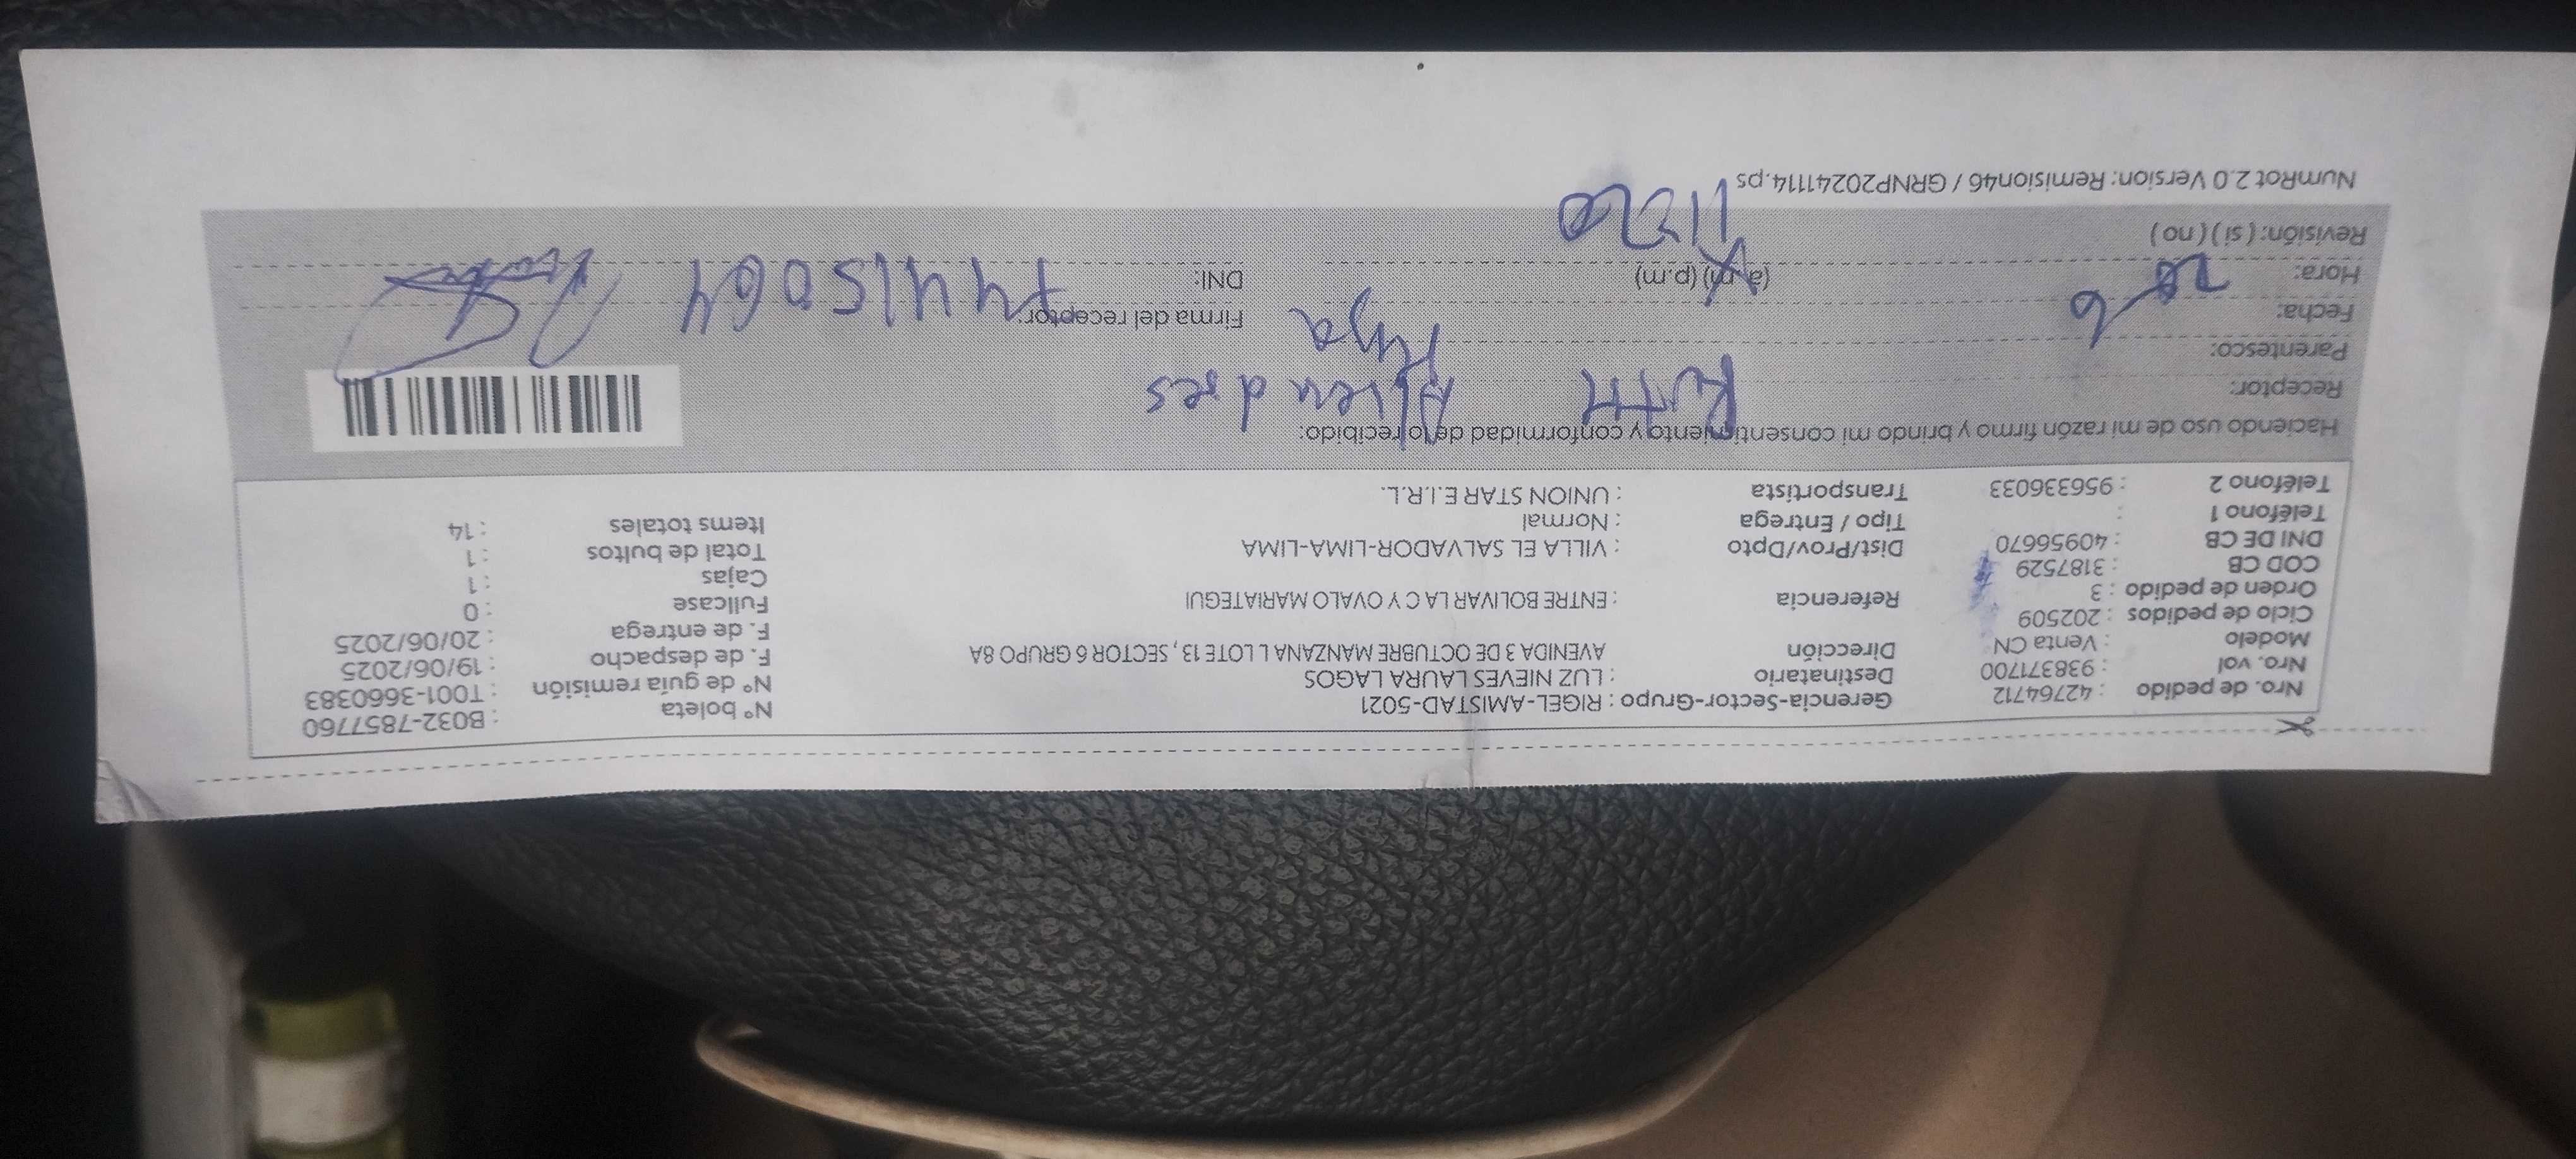 Nro. de pedido : 42764712 Gerencia-Sector-Grupo : RIGEL-AMISTAD-5021 N° boleta : B032-7857760
Nro. vol : 938371700 Destinatario : LUZ NIEVES LAURA LAGOS N° de guía remisión : T001-3660383
Modelo : Venta CN Dirección AVENIDA 3 DE OCTUBRE MANZANA L LOTE 13 , SECTOR 6 GRUPO 8A F. de despacho : 19/06/2025
Ciclo de pedidos : 202509 F. de entrega : 20/06/2025
Orden de pedido : 3 Referencia : ENTRE BOLIVAR LA C Y OVALO MARIATEGUI Fullcase : 0
COD CB : 3187529 Cajas : 1
DNI DE CB : 40956670 Dist/Prov/Dpto : VILLA EL SALVADOR-LIMA-LIMA Total de bultos : 1
Teléfono 1 : Tipo / Entrega : Normal Items totales : 14
Teléfono 2 : 956336033 Transportista : UNION STAR E.I.R.L.
Haciendo uso de mi razón firmo y brindo mi consentimiento y conformidad de lo recibido:
Receptor: RuTH
Parentesco: Hija
Fecha: 20-6 Firma del receptor:
Hora: (a.m) (p.m) DNI: 74415064
Revisión: ( si ) ( no ) 11:20
NumRot 2.0 Version: Remision46 / GRNP20241114.ps